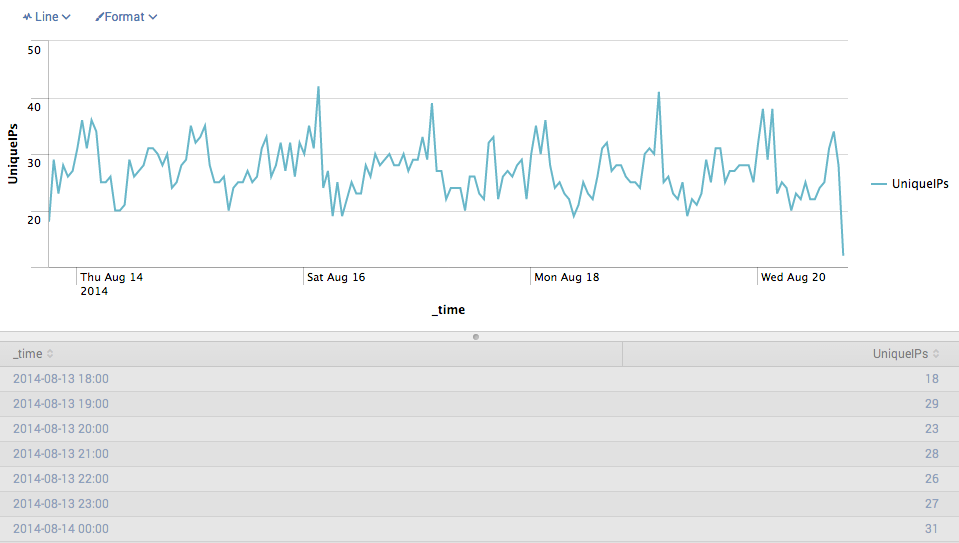 Line Format
50
40
30
20
UniqueIPs
UniqueIPs
Thu Aug 14 Sat Aug 16 Mon Aug 18 Wed Aug 20
2014
_time
_time UniqueIPs
2014-08-13 18:00 18
2014-08-13 19:00 29
2014-08-13 20:00 23
2014-08-13 21:00 28
2014-08-13 22:00 26
2014-08-13 23:00 27
2014-08-14 00:00 31